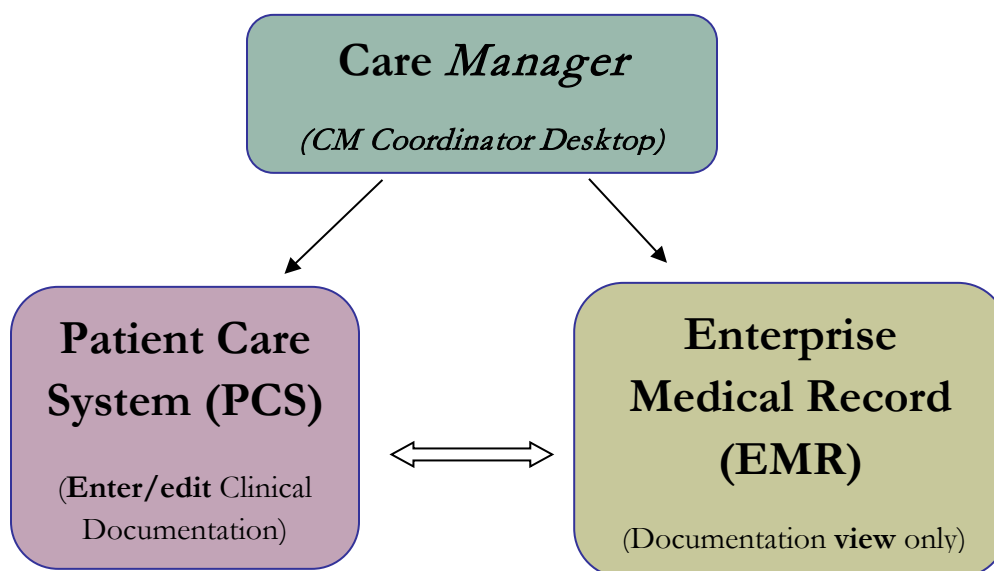 Care Manager
(CM Coordinator Desktop)
Patient Care
System (PCS)
(Enter/edit Clinical
Documentation)
Enterprise
Medical Record
(EMR)
(Documentation view only)